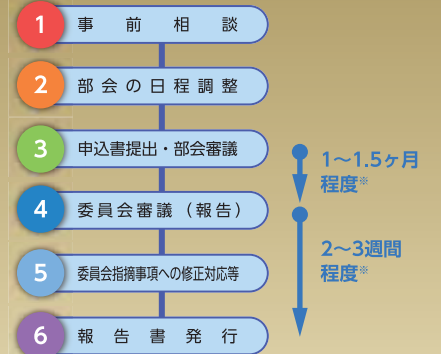 1 事前相談
2 部会の日程調整
3 申込書提出・部会審議
1～1.5ヶ月
程度※
4 委員会審議（報告）
2～3週間
程度※
5 委員会指摘事項への修正対応等
6 報告書発行